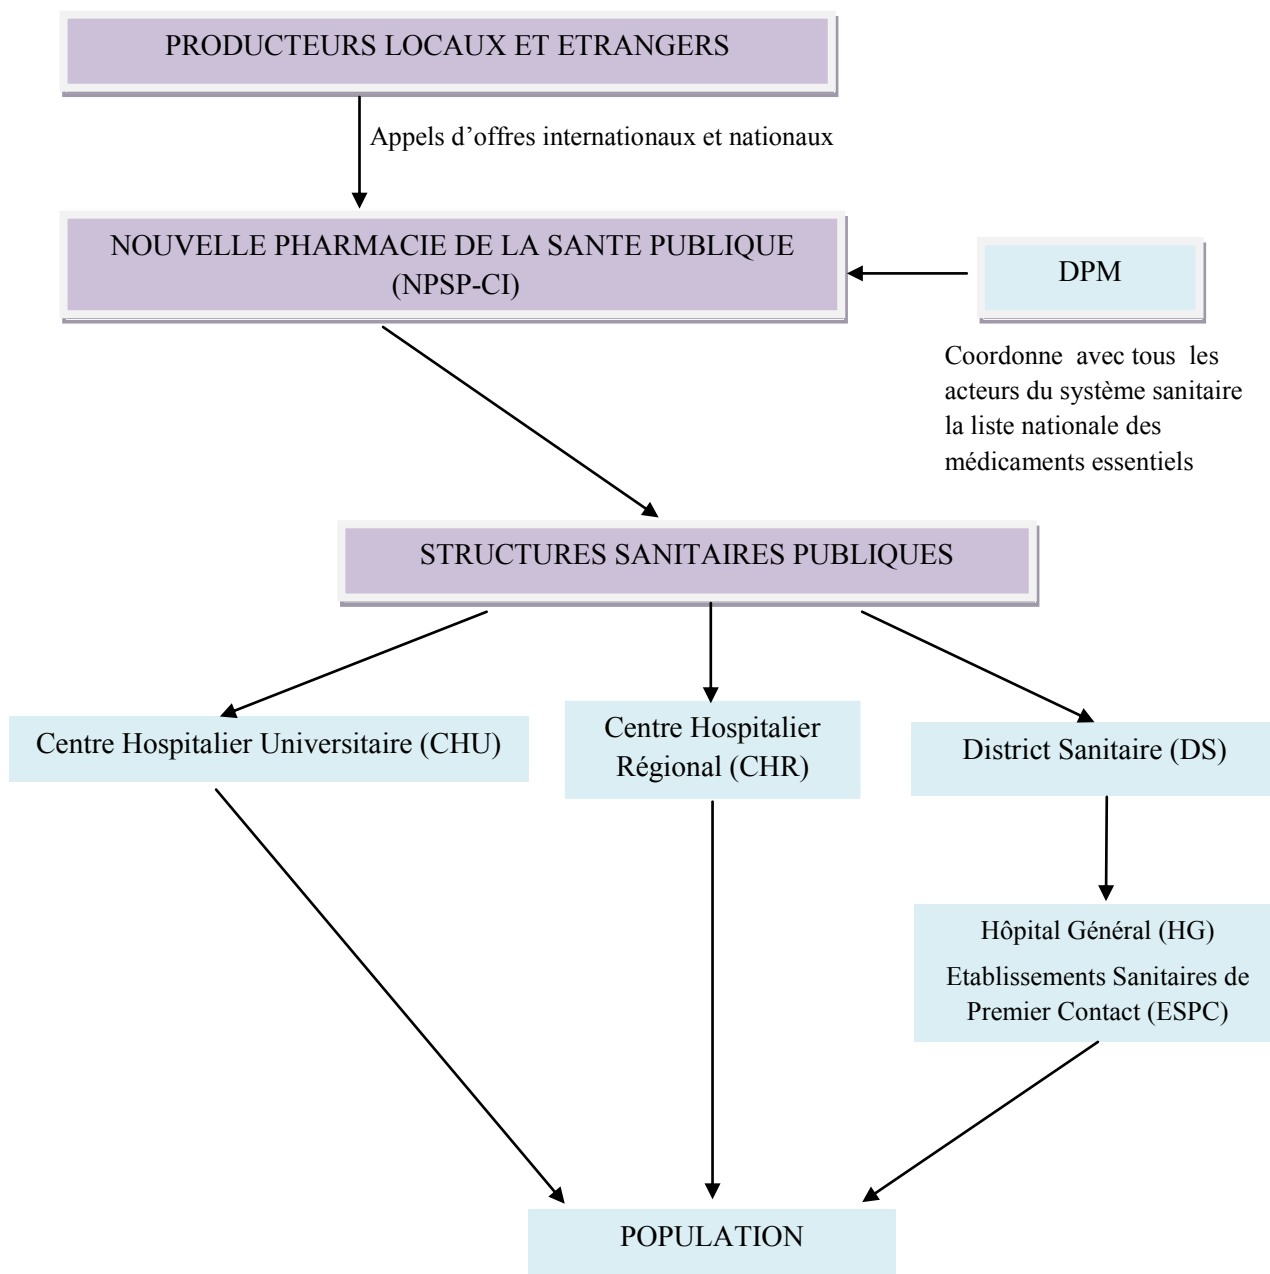 PRODUCTEURS LOCAUX ET ETRANGERS
Appels d’offres internationaux et nationaux
NOUVELLE PHARMACIE DE LA SANTE PUBLIQUE
(NPSP-CI)
DPM
Coordonne avec tous les
acteurs du système sanitaire
la liste nationale des
médicaments essentiels
STRUCTURES SANITAIRES PUBLIQUES
Centre Hospitalier Universitaire (CHU)
Centre Hospitalier
Régional (CHR)
District Sanitaire (DS)
Hôpital Général (HG)
Etablissements Sanitaires de
Premier Contact (ESPC)
POPULATION